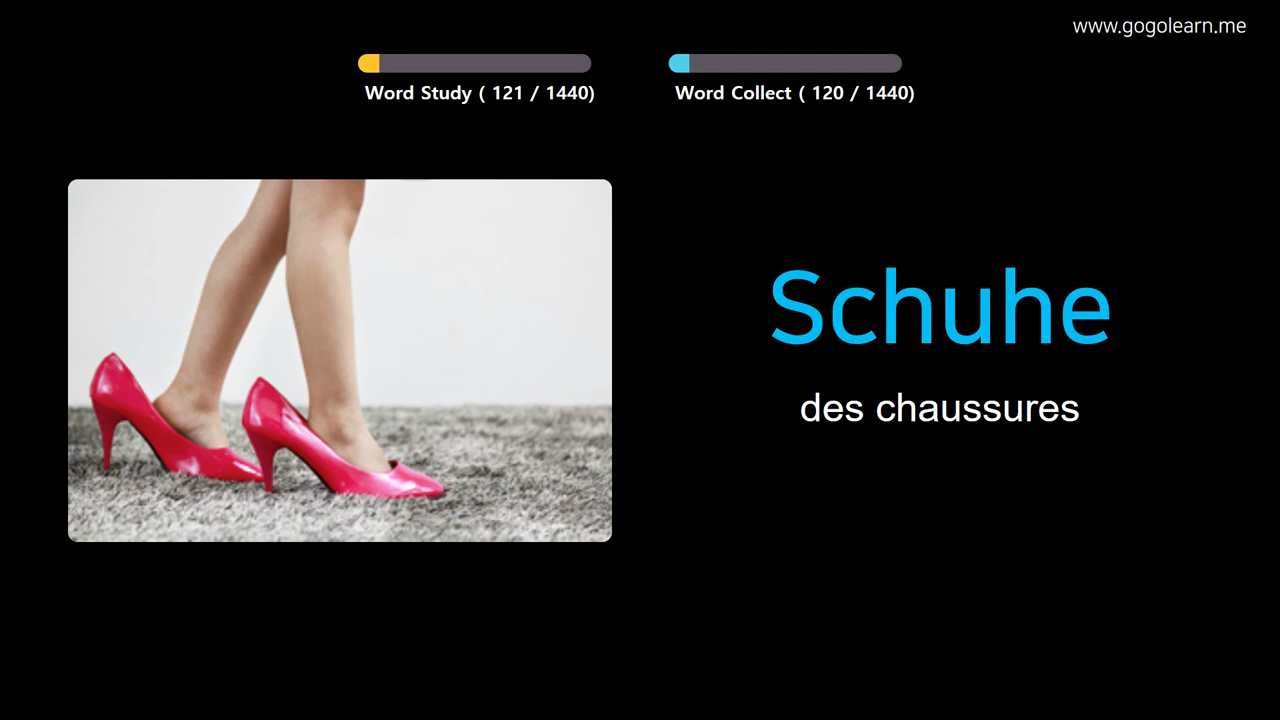 www.gogolearn.me
Word Study ( 121 / 1440)
Word Collect ( 120 / 1440)
Schuhe
des chaussures